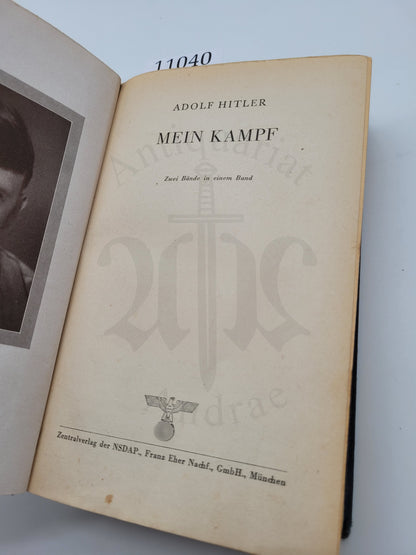 11040
ADOLF HITLER
MEIN KAMPF
Antiquariat
Zwei Bände in einem Band
Andrae
Zentralverlag der NSDAP., Franz Eher Nachf., GmbH., München